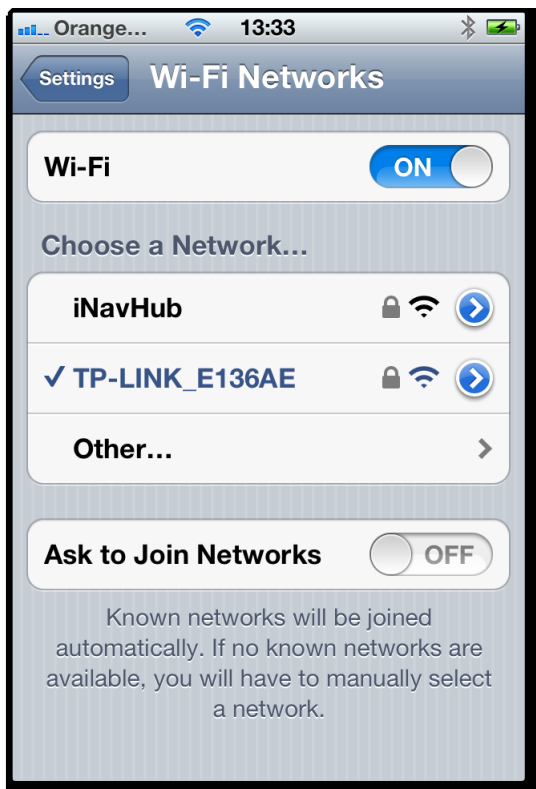 Orange... 13:33
Settings Wi-Fi Networks
Wi-Fi ON
Choose a Network...
iNavHub
TP-LINK_E136AE
Other...
Ask to Join Networks OFF
Known networks will be joined
automatically. If no known networks are
available, you will have to manually select
a network.